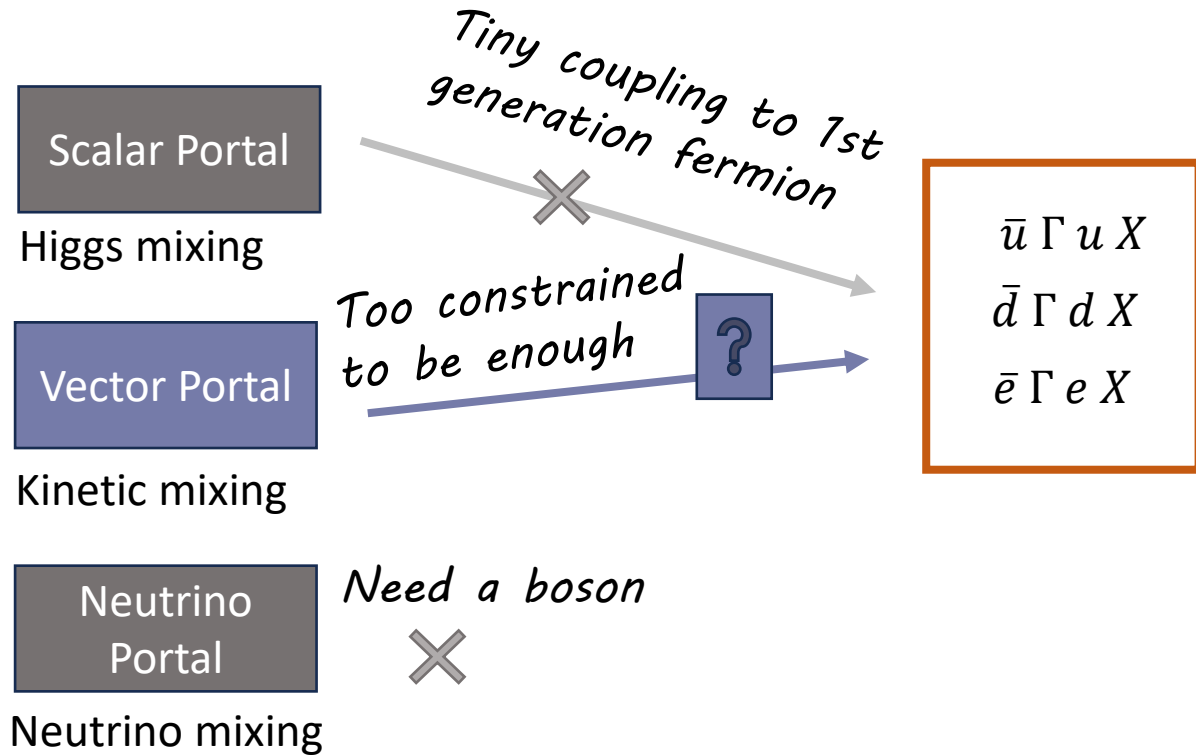 Tiny coupling to 1st
generation fermion
Scalar Portal
Higgs mixing
Too constrained
to be enough
?
Vector Portal
Kinetic mixing
Need a boson
Neutrino
Portal
Neutrino mixing
ū Γ u X
d̄ Γ d X
ē Γ e X